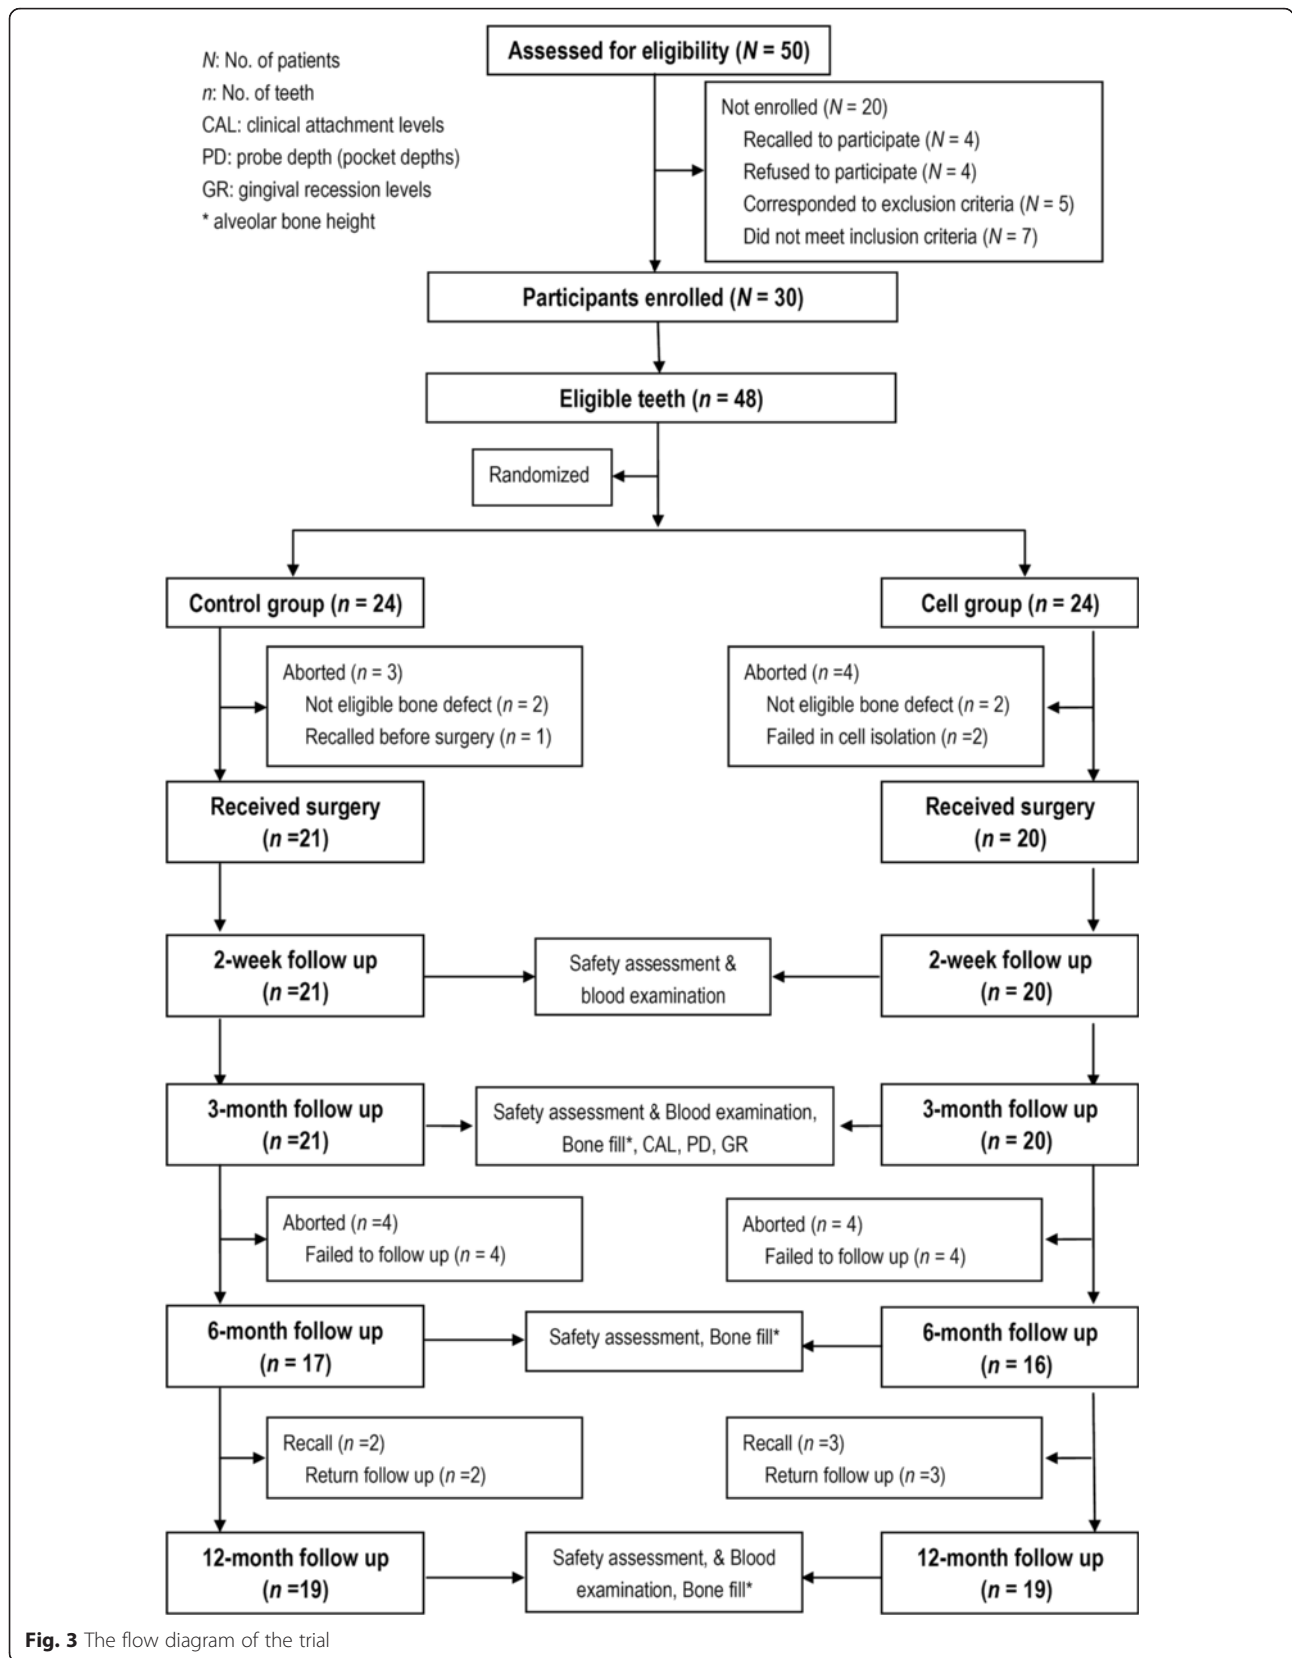 Assessed for eligibility (N = 50)
N: No. of patients
n: No. of teeth
CAL: clinical attachment levels
PD: probe depth (pocket depths)
GR: gingival recession levels
* alveolar bone height
Not enrolled (N = 20)
Recalled to participate (N = 4)
Refused to participate (N = 4)
Corresponded to exclusion criteria (N = 5)
Did not meet inclusion criteria (N = 7)
Participants enrolled (N = 30)
Eligible teeth (n = 48)
Randomized
Control group (n = 24)
Cell group (n = 24)
Aborted (n = 3)
Not eligible bone defect (n = 2)
Recalled before surgery (n = 1)
Aborted (n =4)
Not eligible bone defect (n = 2)
Failed in cell isolation (n =2)
Received surgery
(n =21)
Received surgery
(n = 20)
2-week follow up
(n =21)
Safety assessment &
blood examination
2-week follow up
(n = 20)
3-month follow up
(n =21)
Safety assessment & Blood examination,
Bone fill*, CAL, PD, GR
3-month follow up
(n = 20)
Aborted (n =4)
Failed to follow up (n = 4)
Aborted (n = 4)
Failed to follow up (n = 4)
6-month follow up
(n = 17)
Safety assessment, Bone fill*
6-month follow up
(n = 16)
Recall (n =2)
Return follow up (n =2)
Recall (n =3)
Return follow up (n =3)
12-month follow up
(n =19)
Safety assessment, & Blood
examination, Bone fill*
12-month follow up
(n = 19)
Fig. 3 The flow diagram of the trial